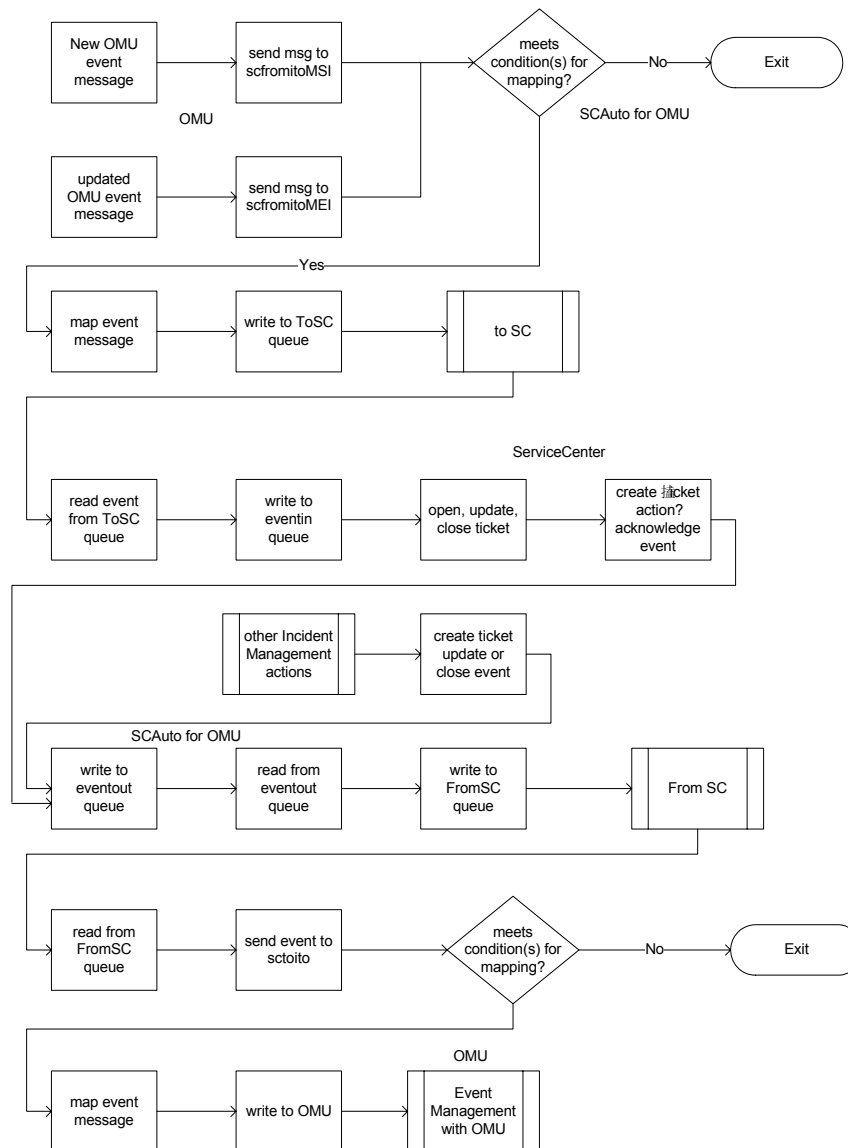 New OMU
event
message
send msg to
scfromitoMSI
meets
condition(s) for
mapping?
No
Exit
OMU
SCAuto for OMU
updated
OMU event
message
send msg to
scfromitoMEI
Yes
map event
message
write to ToSC
queue
to SC
ServiceCenter
read event
from ToSC
queue
write to
eventin
queue
open, update,
close ticket
create
action?
acknowledge
event
other Incident
Management
actions
create ticket
update or
close event
SCAuto for OMU
write to
eventout
queue
read from
eventout
queue
write to
FromSC
queue
From SC
read from
FromSC
queue
send event to
sctoito
meets
condition(s) for
mapping?
No
Exit
OMU
map event
message
write to OMU
Event
Management
with OMU